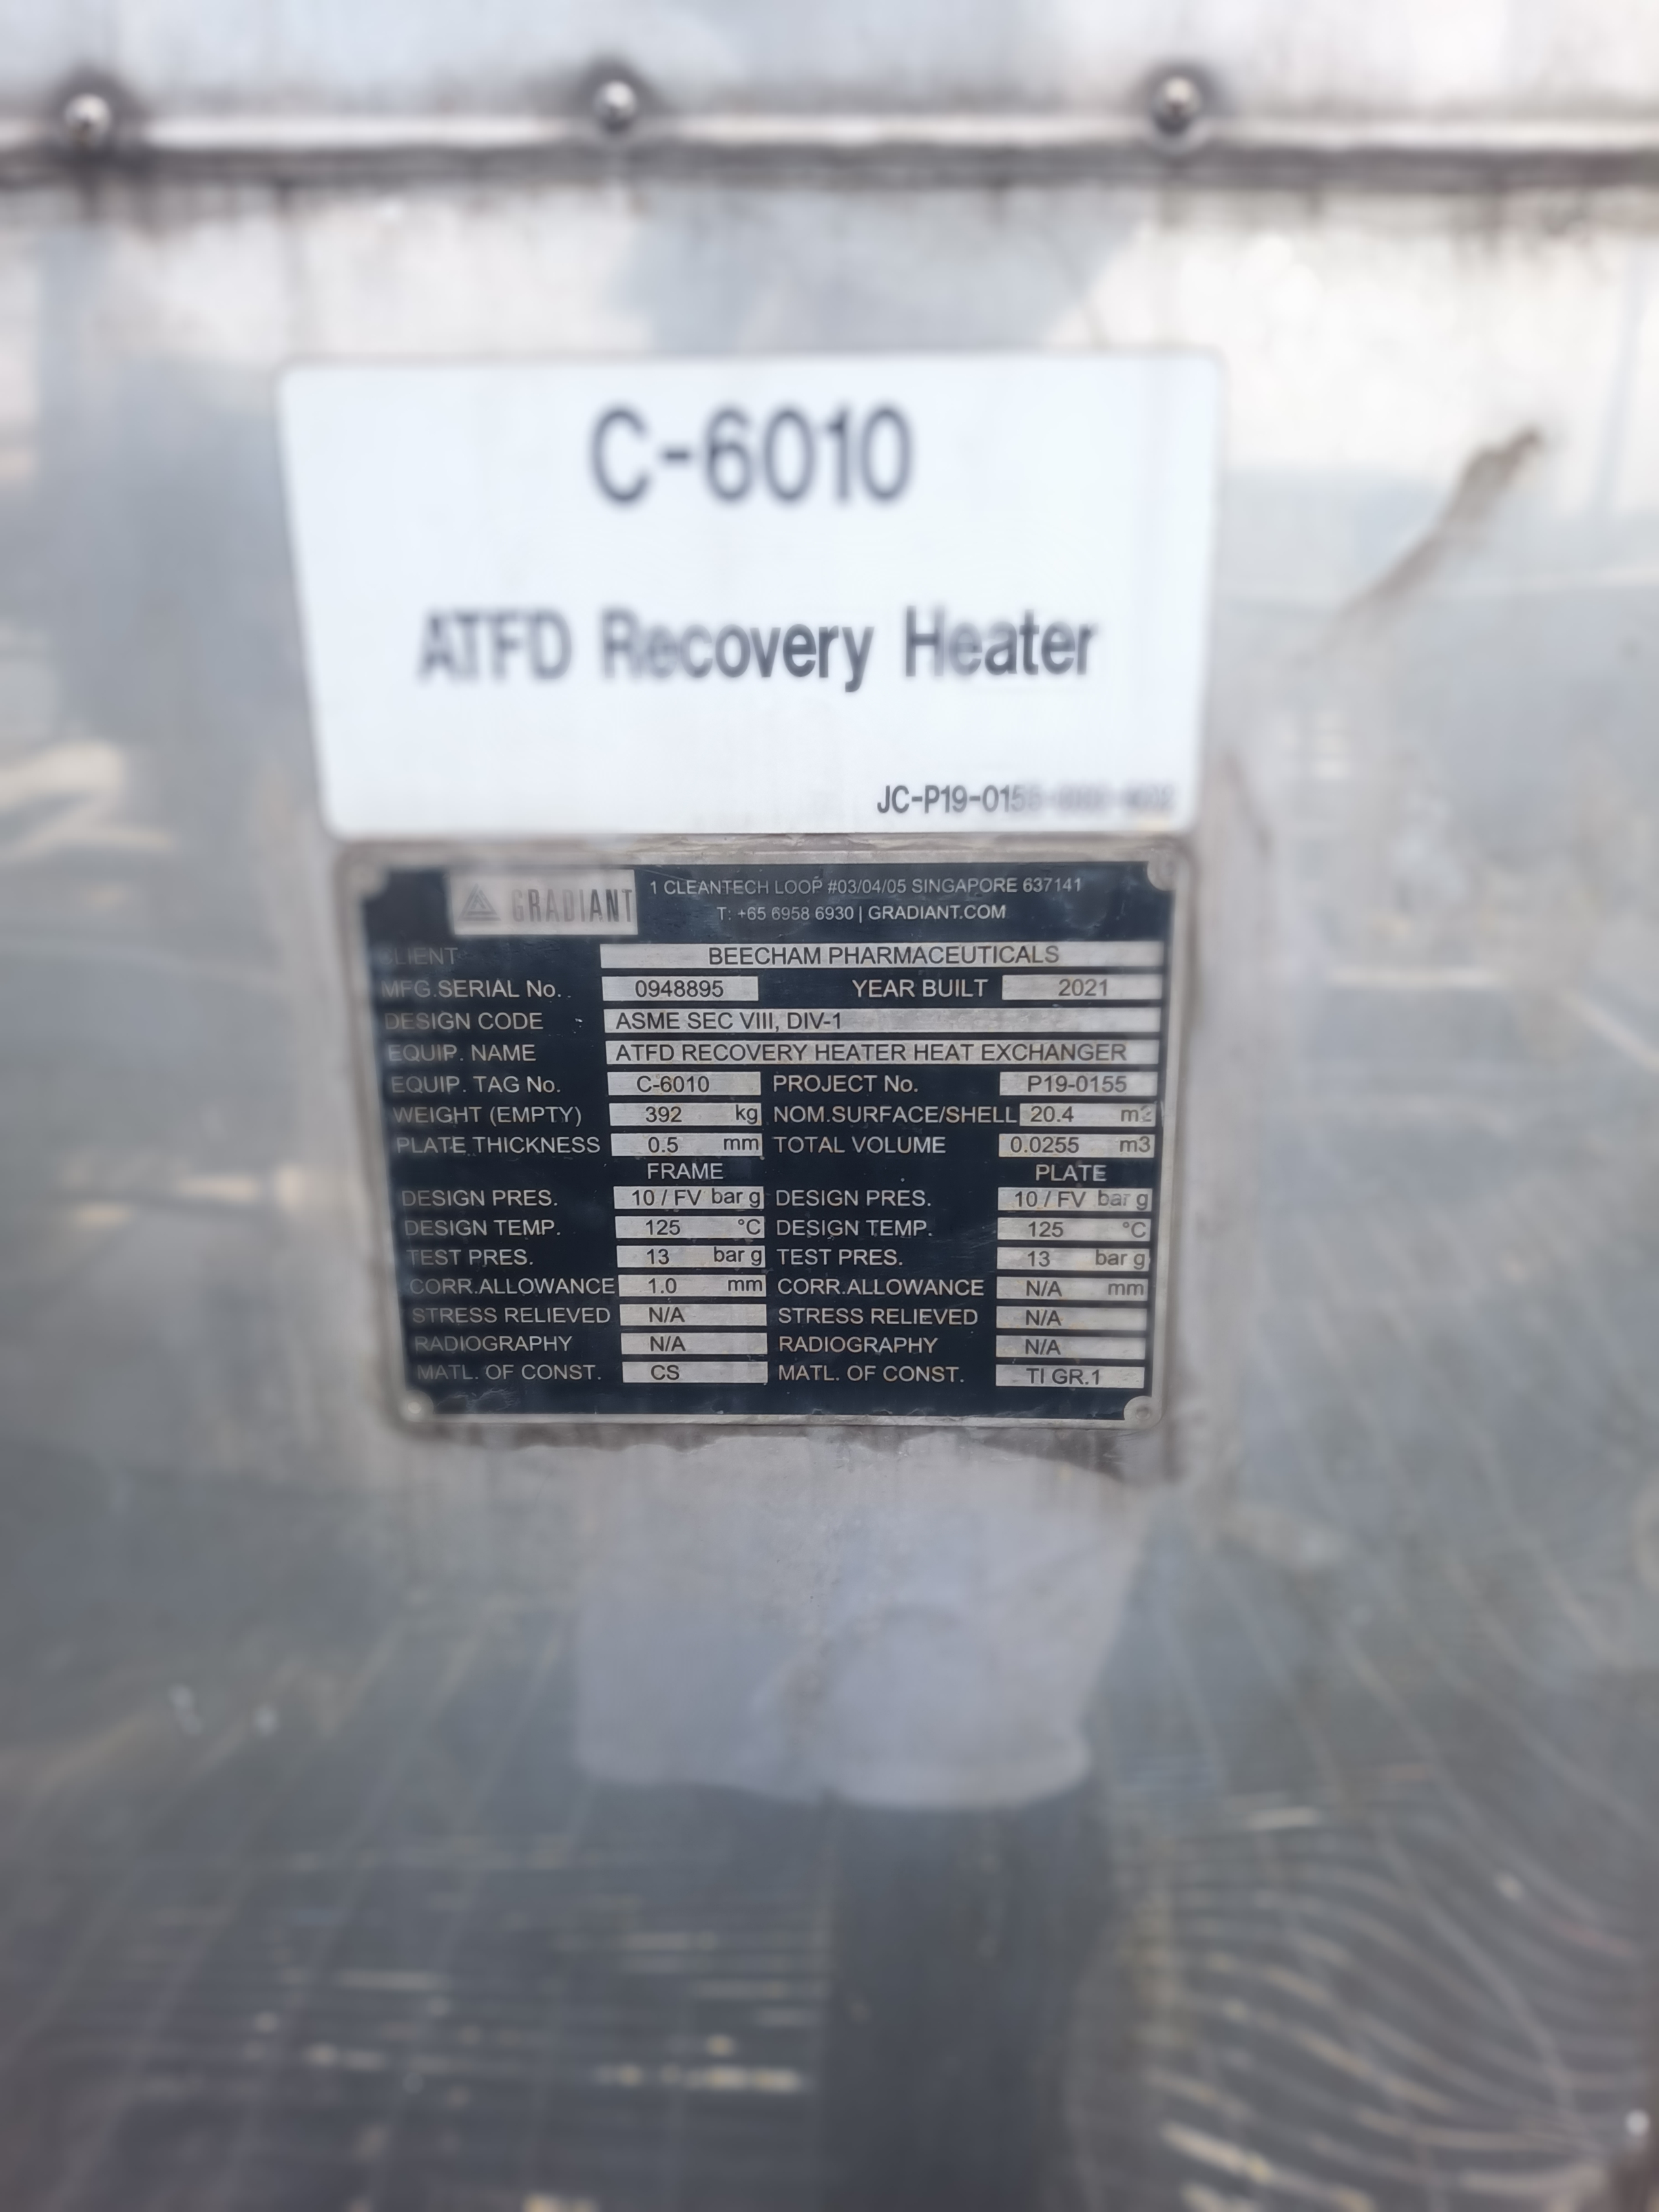 C-6010
ATFD Recovery Heater
JC-P19-0155
GRADIANT
1 CLEANTECH LOOP #03/04/05 SINGAPORE 637141
T: +65 6958 6930 | GRADIANT.COM
CLIENT BEECHAM PHARMACEUTICALS
MFG.SERIAL No. 0948895 YEAR BUILT 2021
DESIGN CODE ASME SEC VIII, DIV-1
EQUIP. NAME ATFD RECOVERY HEATER HEAT EXCHANGER
EQUIP. TAG No. C-6010 PROJECT No. P19-0155
WEIGHT (EMPTY) 392 kg NOM.SURFACE/SHELL 20.4 m2
PLATE THICKNESS 0.5 mm TOTAL VOLUME 0.0255 m3
FRAME PLATE
DESIGN PRES. 10 / FV bar g DESIGN PRES. 10 / FV bar g
DESIGN TEMP. 125 °C DESIGN TEMP. 125 °C
TEST PRES. 13 bar g TEST PRES. 13 bar g
CORR.ALLOWANCE 1.0 mm CORR.ALLOWANCE N/A mm
STRESS RELIEVED N/A STRESS RELIEVED N/A
RADIOGRAPHY N/A RADIOGRAPHY N/A
MATL. OF CONST. CS MATL. OF CONST. TI GR.1